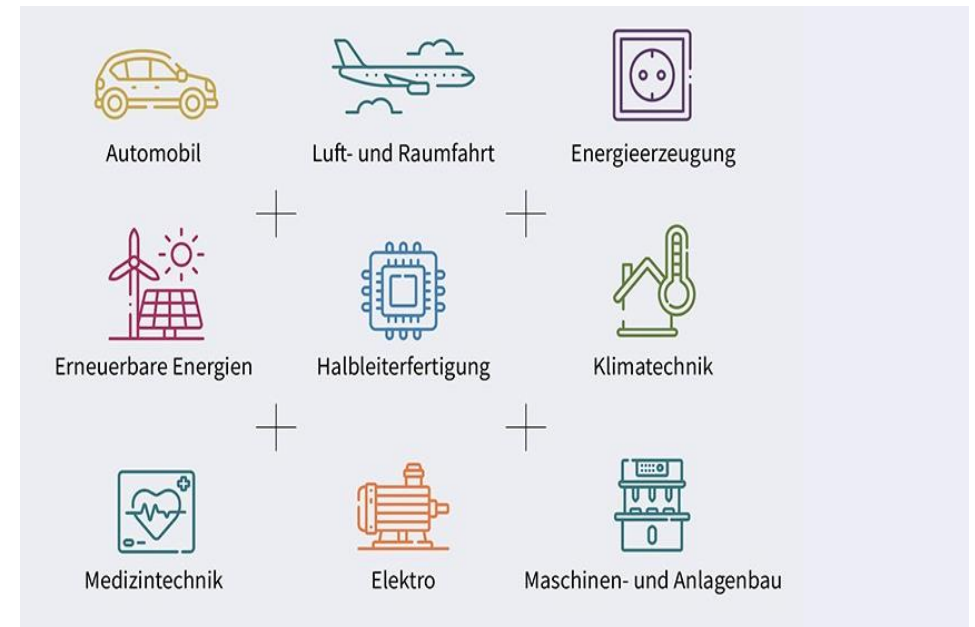 Automobil
Luft- und Raumfahrt
Energieerzeugung
Erneuerbare Energien
Halbleiterfertigung
Klimatechnik
Medizintechnik
Elektro
Maschinen- und Anlagenbau